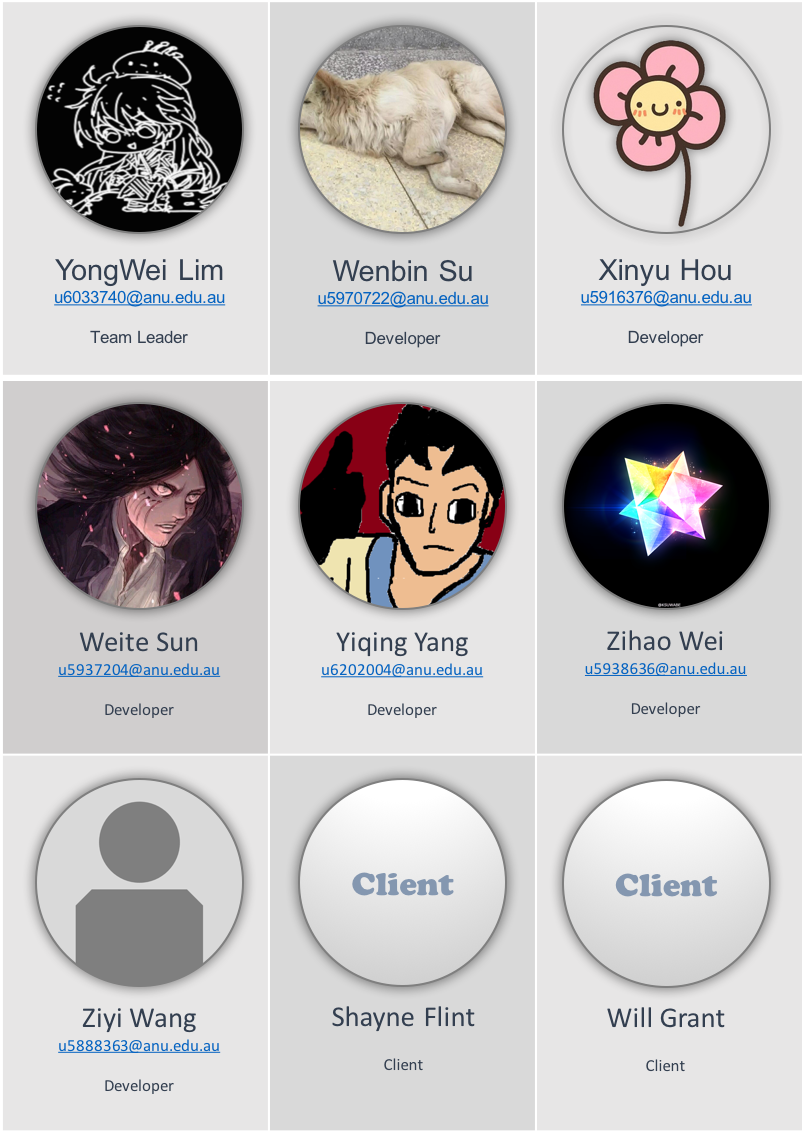 YongWei Lim
u6033740@anu.edu.au
Team Leader
Wenbin Su
u5970722@anu.edu.au
Developer
Xinyu Hou
u5916376@anu.edu.au
Developer
Weite Sun
u5937204@anu.edu.au
Developer
Yiqing Yang
u6202004@anu.edu.au
Developer
Zihao Wei
u5938636@anu.edu.au
Developer
Ziyi Wang
u5888363@anu.edu.au
Developer
Client
Shayne Flint
Client
Client
Will Grant
Client